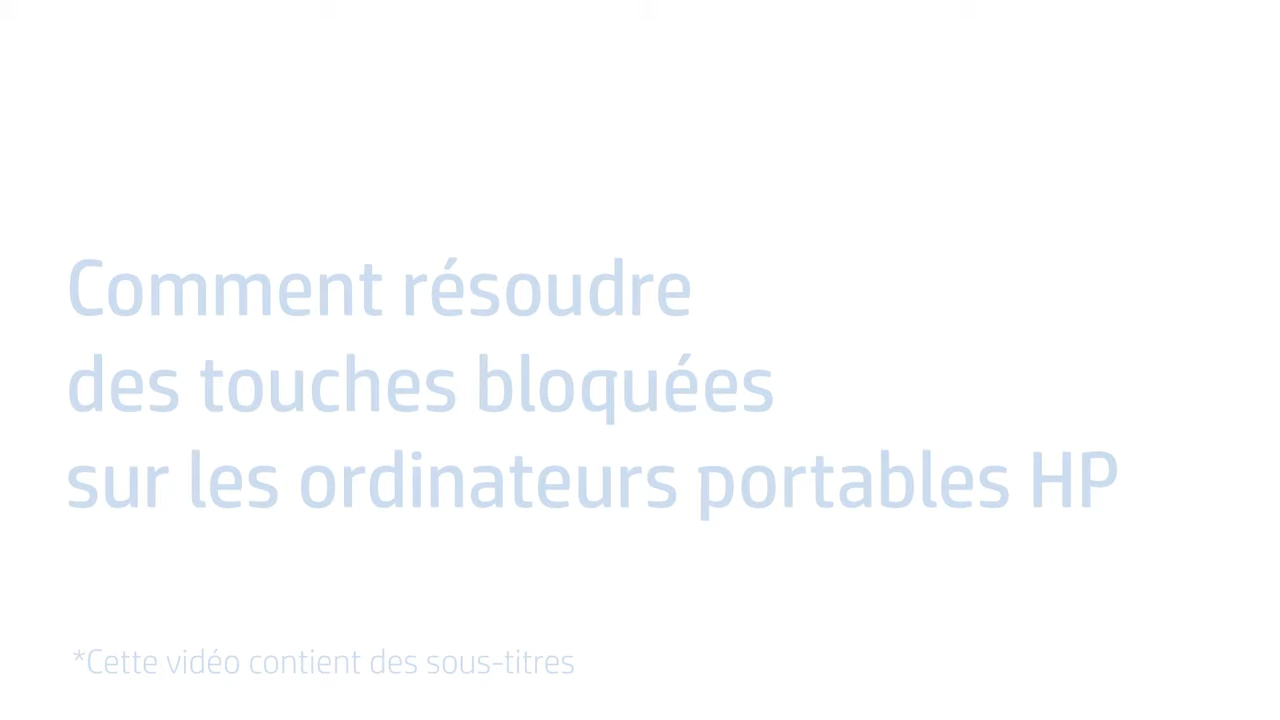 Comment résoudre
des touches bloquées
sur les ordinateurs portables HP
*Cette vidéo contient des sous-titres